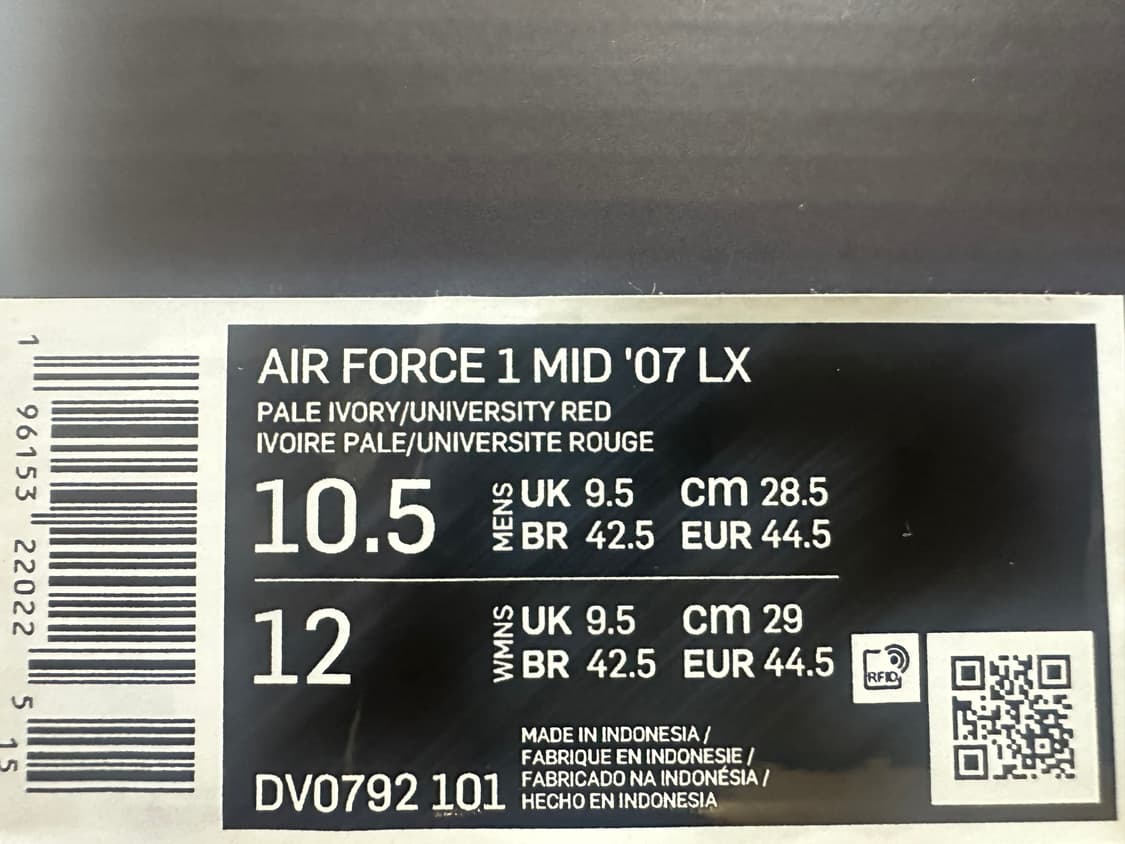 AIR FORCE 1 MID '07 LX
PALE IVORY/UNIVERSITY RED
IVOIRE PALE/UNIVERSITE ROUGE
10.5 MENS UK 9.5 cm 28.5
BR 42.5 EUR 44.5
12 WMNS UK 9.5 cm 29
BR 42.5 EUR 44.5
RFID
MADE IN INDONESIA /
FABRIQUE EN INDONESIE /
FABRICADO NA INDONÉSIA /
HECHO EN INDONESIA
DV0792 101
1 96153 22022 5 15